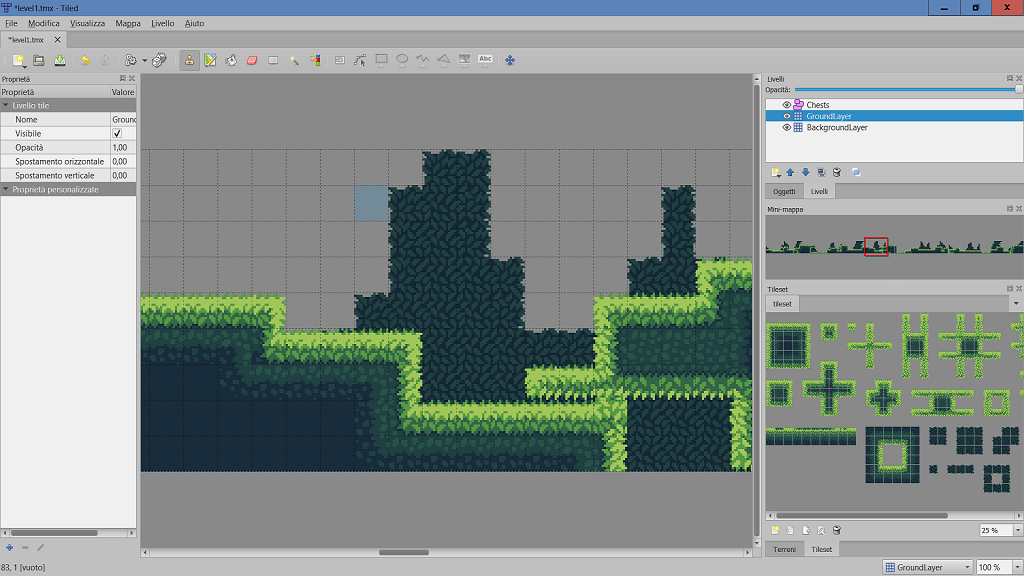 *level1.tmx - Tiled
File Modifica Visualizza Mappa Livello Aiuto
*level1.tmx
Abc
Proprietà
Proprietà Valore
Livello tile
Nome Ground
Visibile
Opacità 1,00
Spostamento orizzontale 0,00
Spostamento verticale 0,00
Proprietà personalizzate
Livelli
Opacità:
Chests
GroundLayer
BackgroundLayer
Oggetti Livelli
Mini-mappa
Tileset
tileset
25 %
Terreni Tileset
83, 1 [vuoto]
GroundLayer 100 %